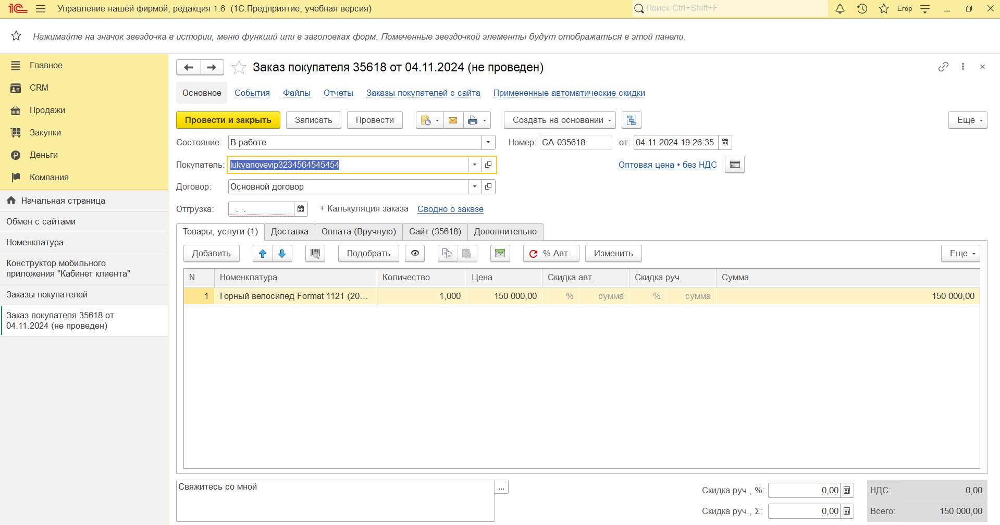 1С Управление нашей фирмой, редакция 1.6 (1С:Предприятие, учебная версия) Поиск Ctrl+Shift+F Егор
Нажимайте на значок звездочка в истории, меню функций или в заголовках форм. Помеченные звездочкой элементы будут отображаться в этой панели.
Главное
CRM
Продажи
Закупки
Деньги
Компания
Начальная страница
Обмен с сайтами
Номенклатура
Конструктор мобильного
приложения "Кабинет клиента"
Заказы покупателей
Заказ покупателя 35618 от
04.11.2024 (не проведен)
Заказ покупателя 35618 от 04.11.2024 (не проведен)
Основное События Файлы Отчеты Заказы покупателей с сайта Примененные автоматические скидки
Провести и закрыть Записать Провести Создать на основании Еще
Состояние: В работе Номер: СА-035618 от: 04.11.2024 19:26:35
Покупатель: lukyanovevip3234564545454 Оптовая цена • без НДС
Договор: Основной договор
Отгрузка: . . + Калькуляция заказа Сводно о заказе
Товары, услуги (1) Доставка Оплата (Вручную) Сайт (35618) Дополнительно
Добавить Подобрать % Авт. Изменить Еще
N Номенклатура Количество Цена Скидка авт. Скидка руч. Сумма
1 Горный велосипед Format 1121 (20... 1,000 150 000,00 % сумма % сумма 150 000,00
Свяжитесь со мной ...
Скидка руч., %: 0,00 НДС: 0,00
Скидка руч., Σ: 0,00 Всего: 150 000,00